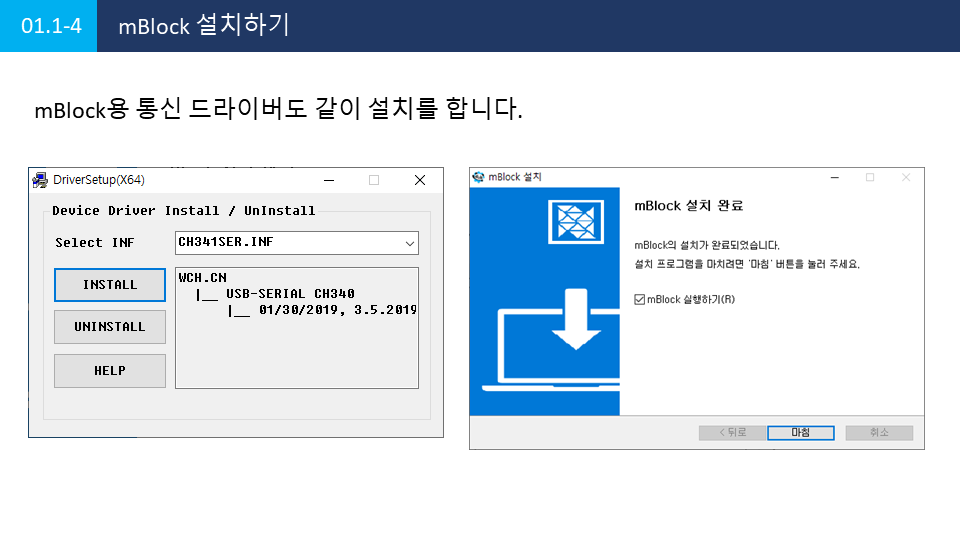 01.1-4
mBlock 설치하기
mBlock용 통신 드라이버도 같이 설치를 합니다.
DriverSetup(X64)
Device Driver Install / UnInstall
Select INF
CH341SER.INF
INSTALL
UNINSTALL
HELP
WCH.CN
|__ USB-SERIAL CH340
|__ 01/30/2019, 3.5.2019
mBlock 설치
mBlock 설치 완료
mBlock의 설치가 완료되었습니다.
설치 프로그램을 마치려면 '마침' 버튼을 눌러 주세요.
mBlock 실행하기(R)
< 뒤로
마침
취소